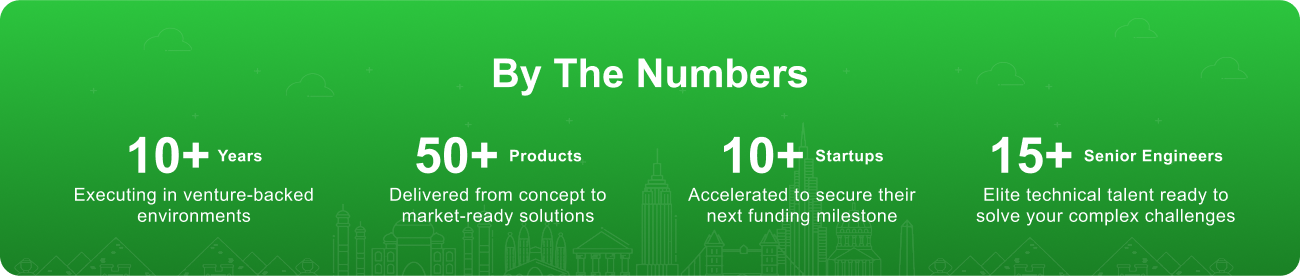 By The Numbers
10+ Years
Executing in venture-backed
environments
50+ Products
Delivered from concept to
market-ready solutions
10+ Startups
Accelerated to secure their
next funding milestone
15+ Senior Engineers
Elite technical talent ready to
solve your complex challenges